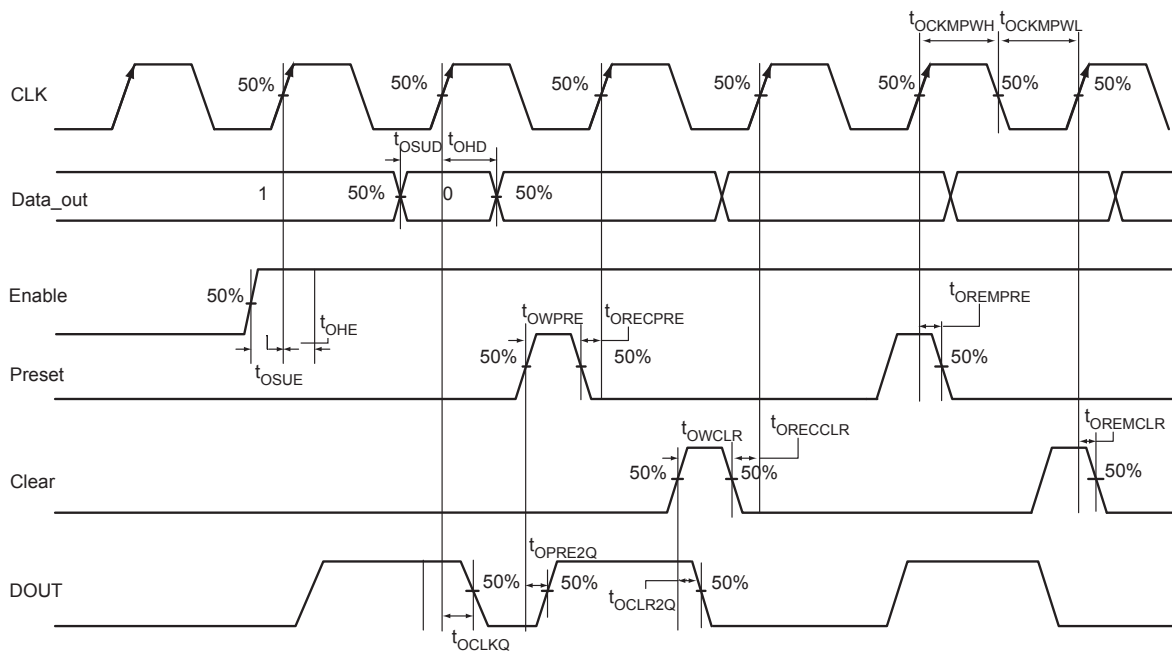 tOCKMPWH tOCKMPWL
CLK
50% 50% 50% 50% 50% 50% 50%
tOSUD tOHD
Data_out
1 50% 0 50%
Enable
50%
tOHE
tOSUE
tOWPRE tORECPRE tOREMPRE
Preset
50% 50% 50%
tOWCLR tORECCLR tOREMCLR
Clear
50% 50% 50%
tOPRE2Q
DOUT
50% 50% 50%
tOCLR2Q
tOCLKQ